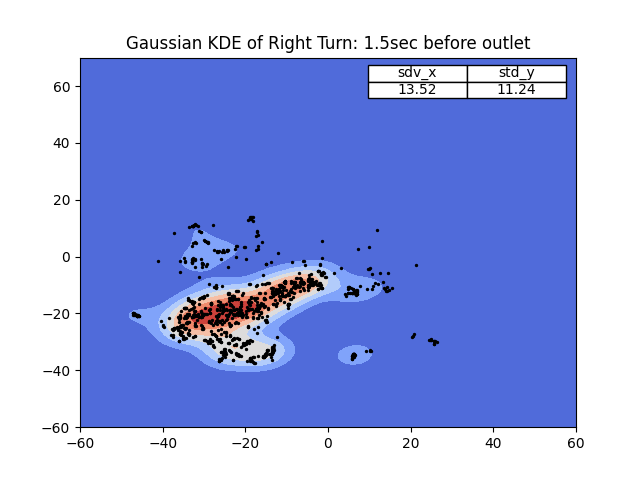 Gaussian KDE of Right Turn: 1.5sec before outlet
sdv_x std_y
13.52 11.24
60
40
20
0
−20
−40
−60
−60 −40 −20 0 20 40 60